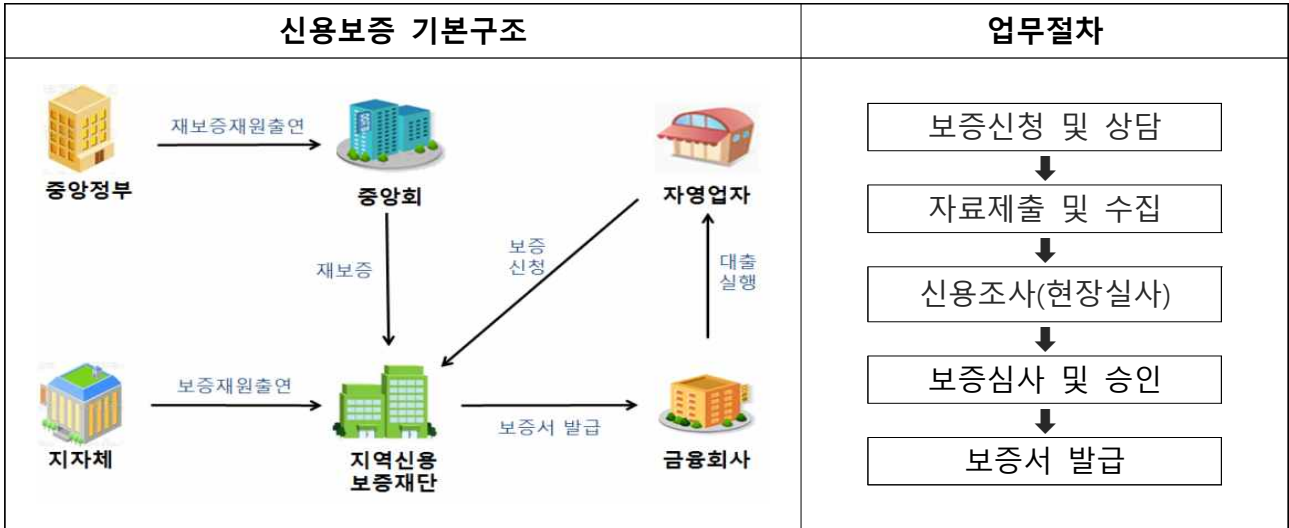 신용보증 기본구조
업무절차
재보증재원출연
중앙정부
중앙회
자영업자
재보증
보증
신청
대출
실행
보증재원출연
보증서 발급
지자체
지역신용
보증재단
금융회사
보증신청 및 상담
자료제출 및 수집
신용조사(현장실사)
보증심사 및 승인
보증서 발급